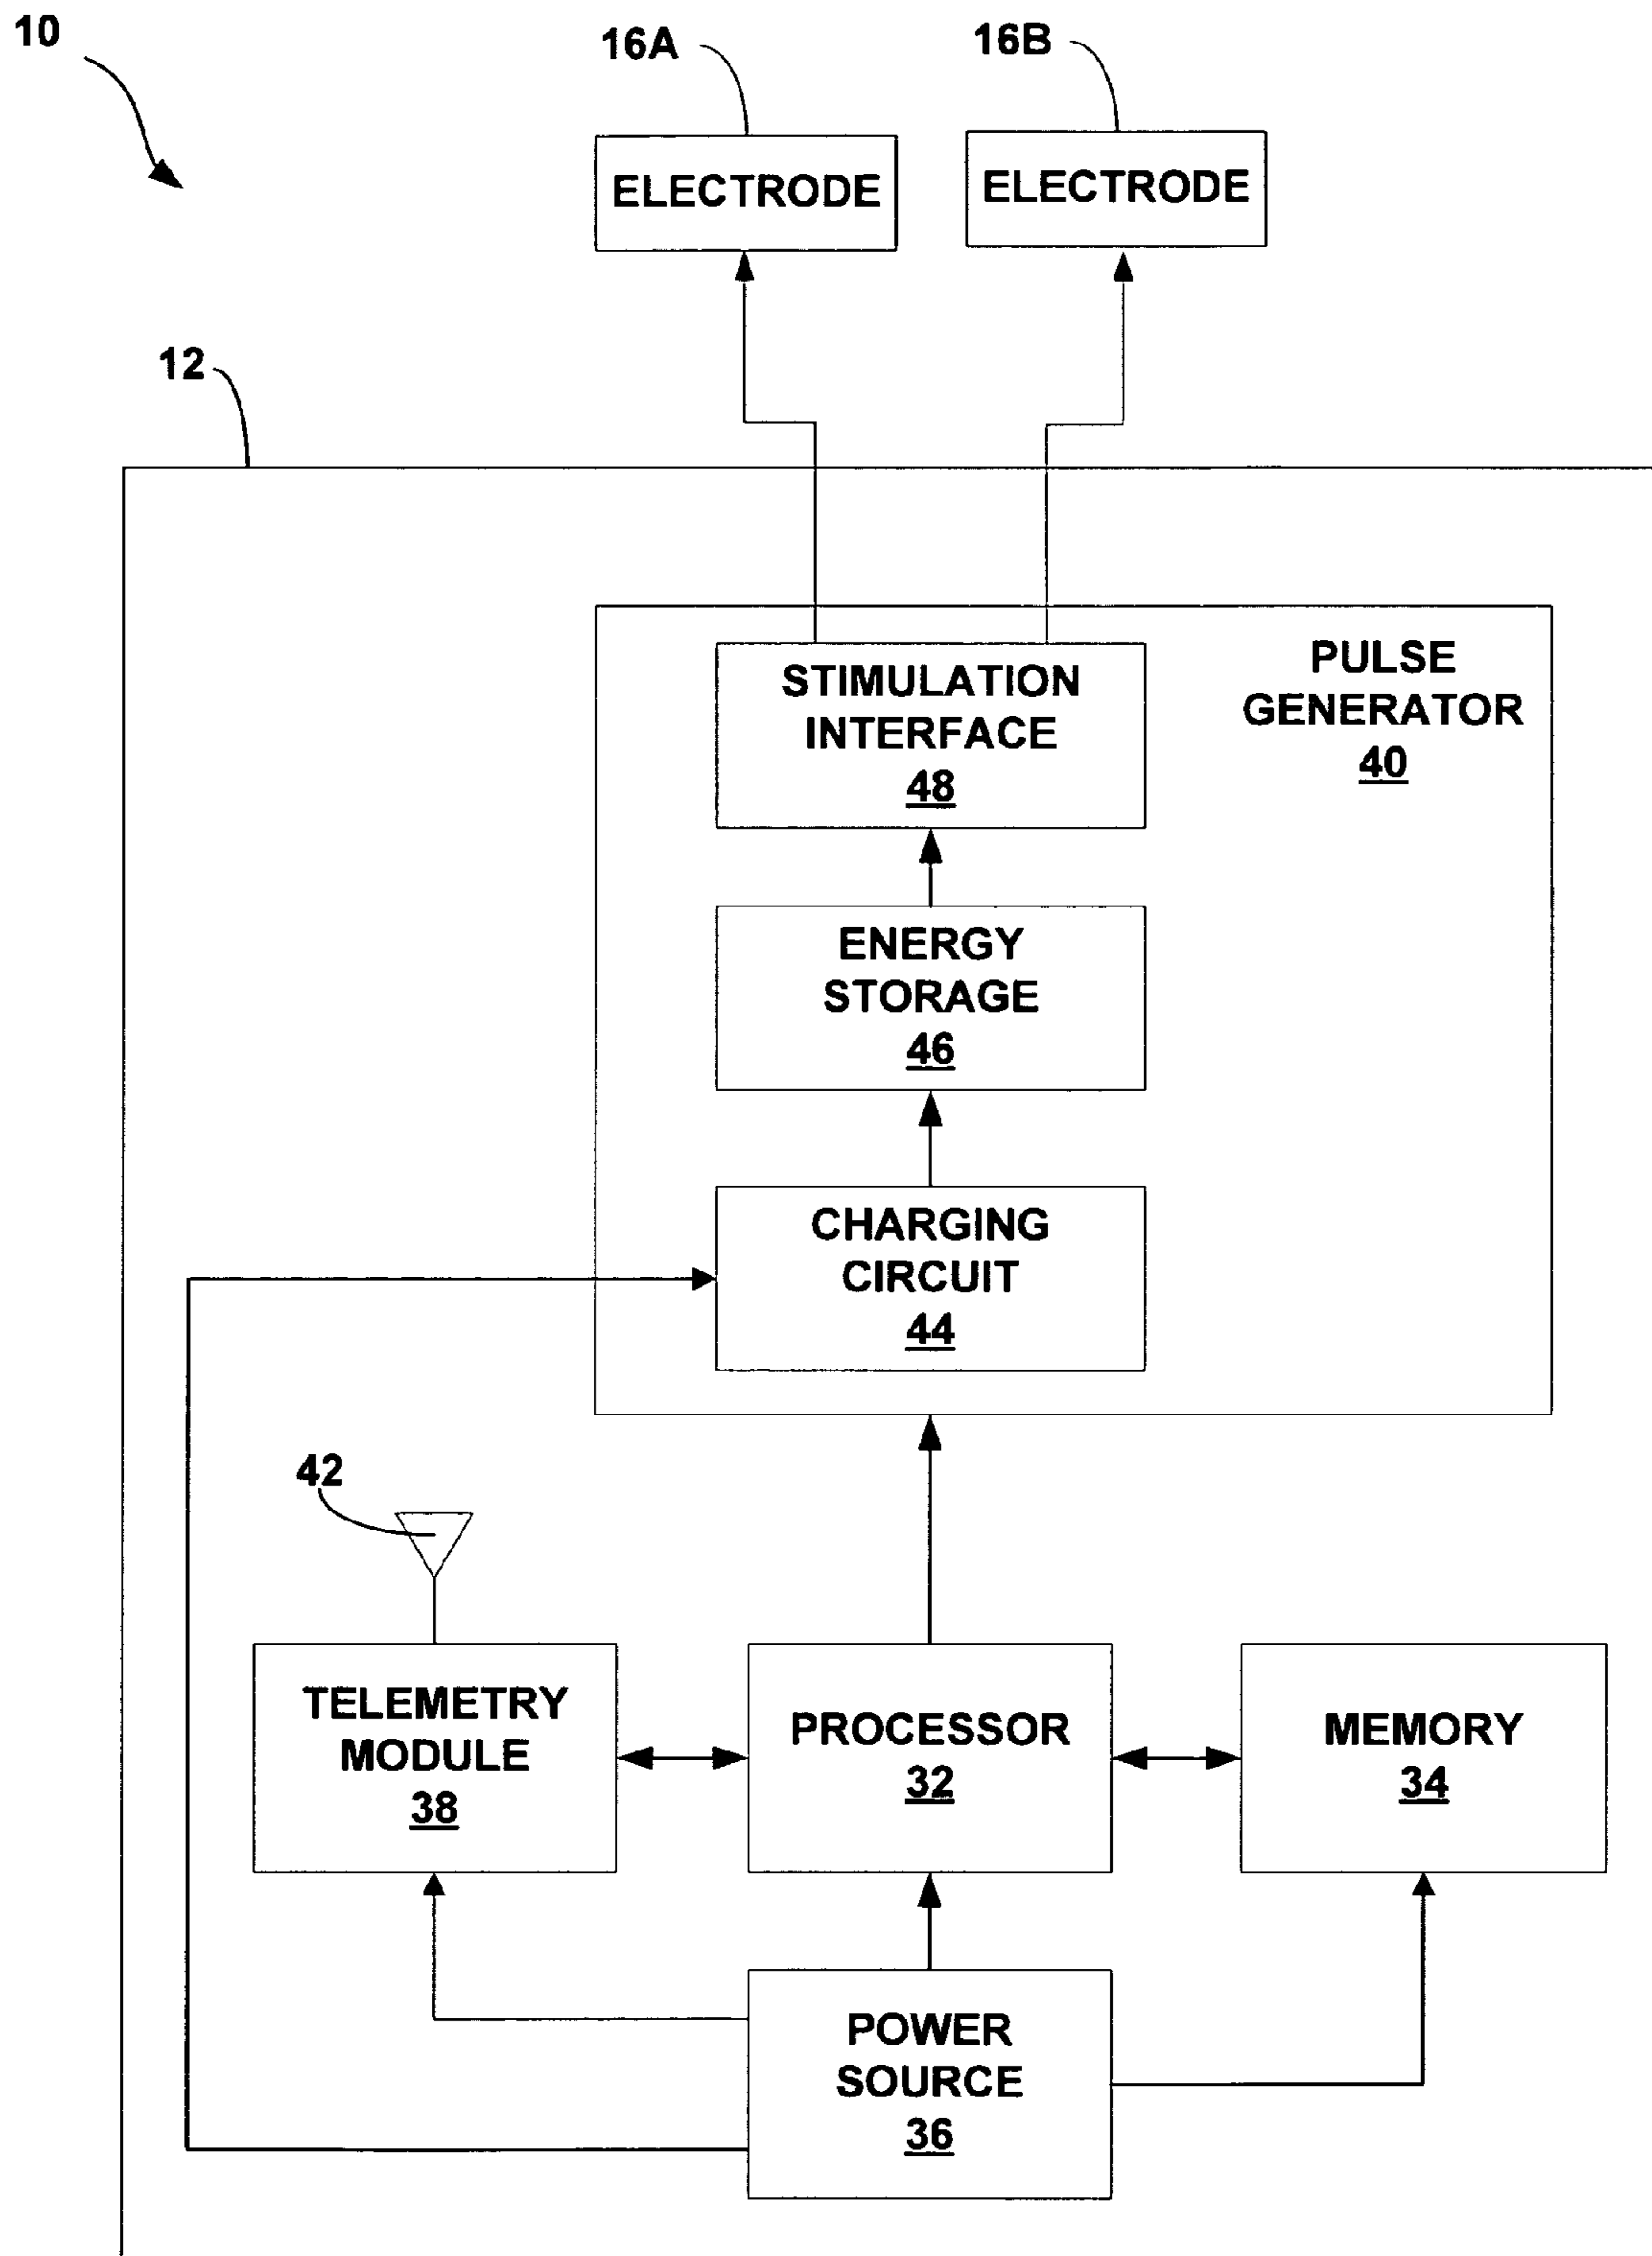 10
16A
16B
ELECTRODE
ELECTRODE
12
PULSE
GENERATOR
40
STIMULATION
INTERFACE
48
ENERGY
STORAGE
46
CHARGING
CIRCUIT
44
42
TELEMETRY
MODULE
38
PROCESSOR
32
MEMORY
34
POWER
SOURCE
36